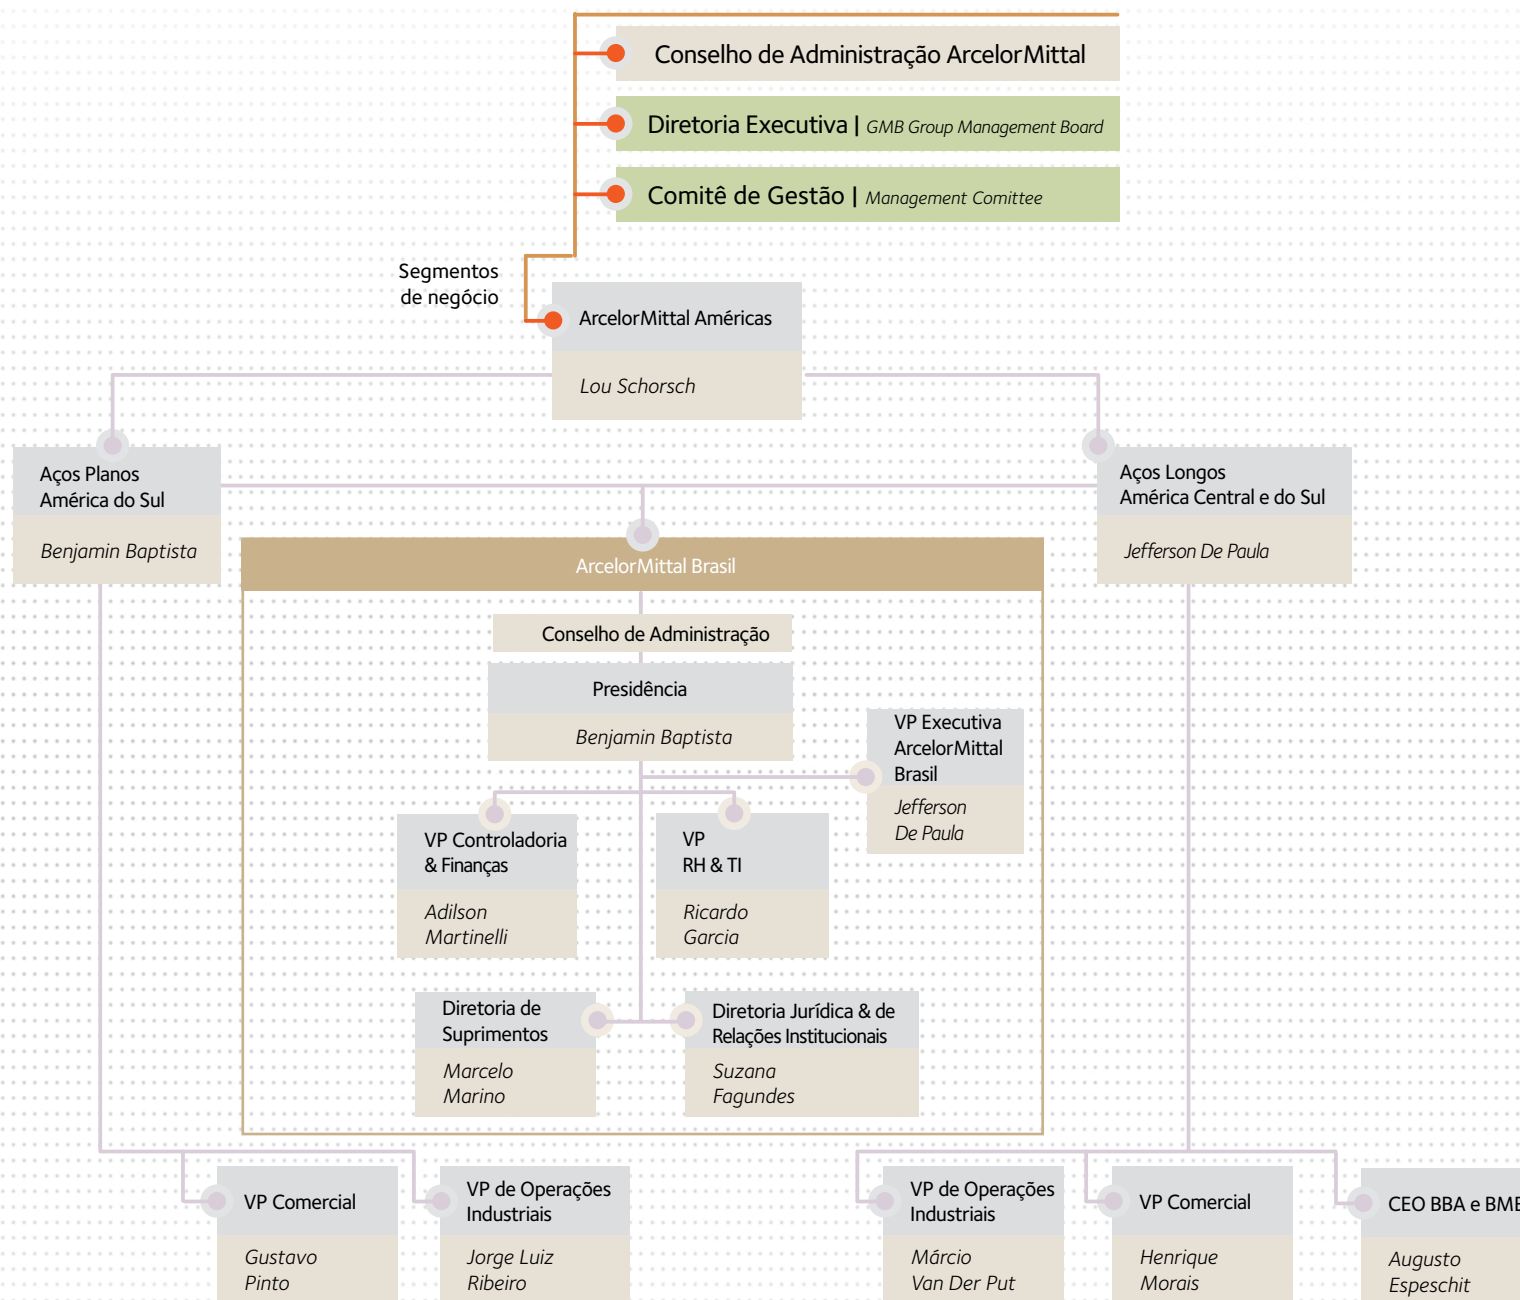 Conselho de Administração ArcelorMittal
Diretoria Executiva | GMB Group Management Board
Comitê de Gestão | Management Comittee
Segmentos
de negócio
ArcelorMittal Américas
Lou Schorsch
Aços Planos
América do Sul
Benjamin Baptista
Aços Longos
América Central e do Sul
Jefferson De Paula
ArcelorMittal Brasil
Conselho de Administração
Presidência
Benjamin Baptista
VP Executiva
ArcelorMittal
Brasil
Jefferson
De Paula
VP Controladoria
& Finanças
Adilson
Martinelli
VP
RH & TI
Ricardo
Garcia
Diretoria de
Suprimentos
Marcelo
Marino
Diretoria Jurídica & de
Relações Institucionais
Suzana
Fagundes
VP Comercial
Gustavo
Pinto
VP de Operações
Industriais
Jorge Luiz
Ribeiro
VP de Operações
Industriais
Márcio
Van Der Put
VP Comercial
Henrique
Morais
CEO BBA e
Augusto
Espeschit